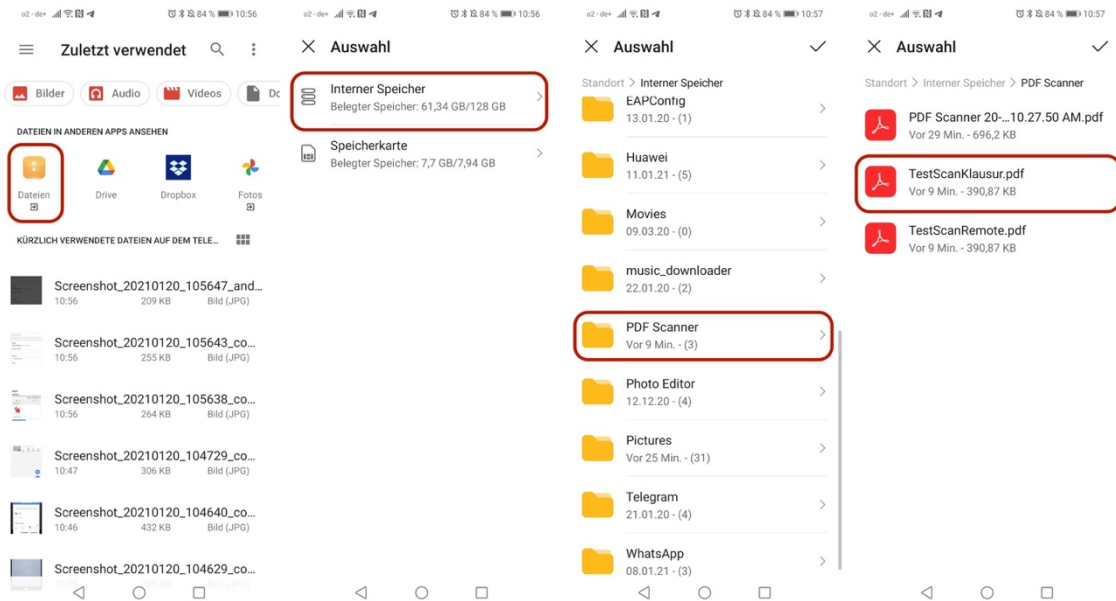 o2 - de+ 84 % 10:56
Zuletzt verwendet
Bilder
Audio
Videos
DATEIEN IN ANDEREN APPS ANSEHEN
Dateien
Drive
Dropbox
Fotos
KÜRZLICH VERWENDETE DATEIEN AUF DEM TELE...
Screenshot_20210120_105647_and...
10:56 209 KB Bild (JPG)
Screenshot_20210120_105643_co...
10:56 255 KB Bild (JPG)
Screenshot_20210120_105638_co...
10:56 264 KB Bild (JPG)
Screenshot_20210120_104729_co...
10:47 306 KB Bild (JPG)
Screenshot_20210120_104640_co...
10:46 432 KB Bild (JPG)
Screenshot_20210120_104629_co...
o2 - de+ 84 % 10:56
Auswahl
Interner Speicher
Belegter Speicher: 61,34 GB/128 GB
Speicherkarte
Belegter Speicher: 7,7 GB/7,94 GB
o2 - de+ 84 % 10:57
Auswahl
Standort > Interner Speicher
EAPConfig
13.01.20 - (1)
Huawei
11.01.21 - (5)
Movies
09.03.20 - (0)
music_downloader
22.01.20 - (2)
PDF Scanner
Vor 9 Min. - (3)
Photo Editor
12.12.20 - (4)
Pictures
Vor 25 Min. - (31)
Telegram
21.01.20 - (4)
WhatsApp
08.01.21 - (3)
o2 - de+ 84 % 10:57
Auswahl
Standort > Interner Speicher > PDF Scanner
PDF Scanner 20-...10.27.50 AM.pdf
Vor 29 Min. - 696,2 KB
TestScanKlausur.pdf
Vor 9 Min. - 390,87 KB
TestScanRemote.pdf
Vor 9 Min. - 390,87 KB